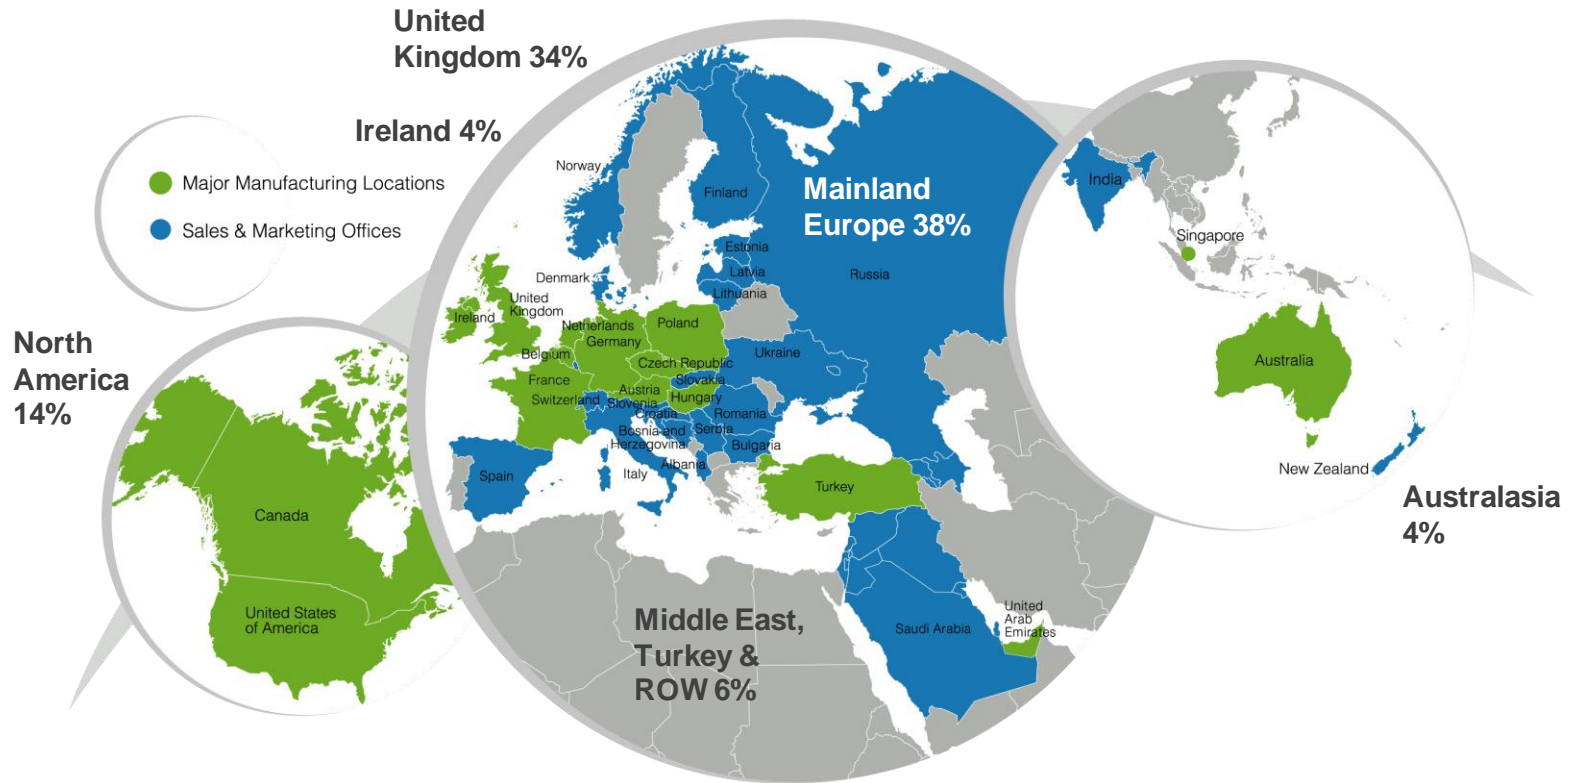 United
Kingdom 34%
Ireland 4%
Major Manufacturing Locations
Sales & Marketing Offices
North
America
14%
Canada
United States
of America
Norway
Finland
Mainland
Europe 38%
Estonia
Latvia
Lithuania
Russia
Denmark
United
Kingdom
Ireland
Netherlands
Germany
Poland
Belgium
Czech Republic
Ukraine
France
Slovakia
Austria
Switzerland
Slovenia
Hungary
Croatia
Romania
Bosnia and
Herzegovina
Serbia
Bulgaria
Albania
Italy
Spain
Turkey
Saudi Arabia
United
Arab
Emirates
Middle East,
Turkey &
ROW 6%
India
Singapore
Australia
New Zealand
Australasia
4%